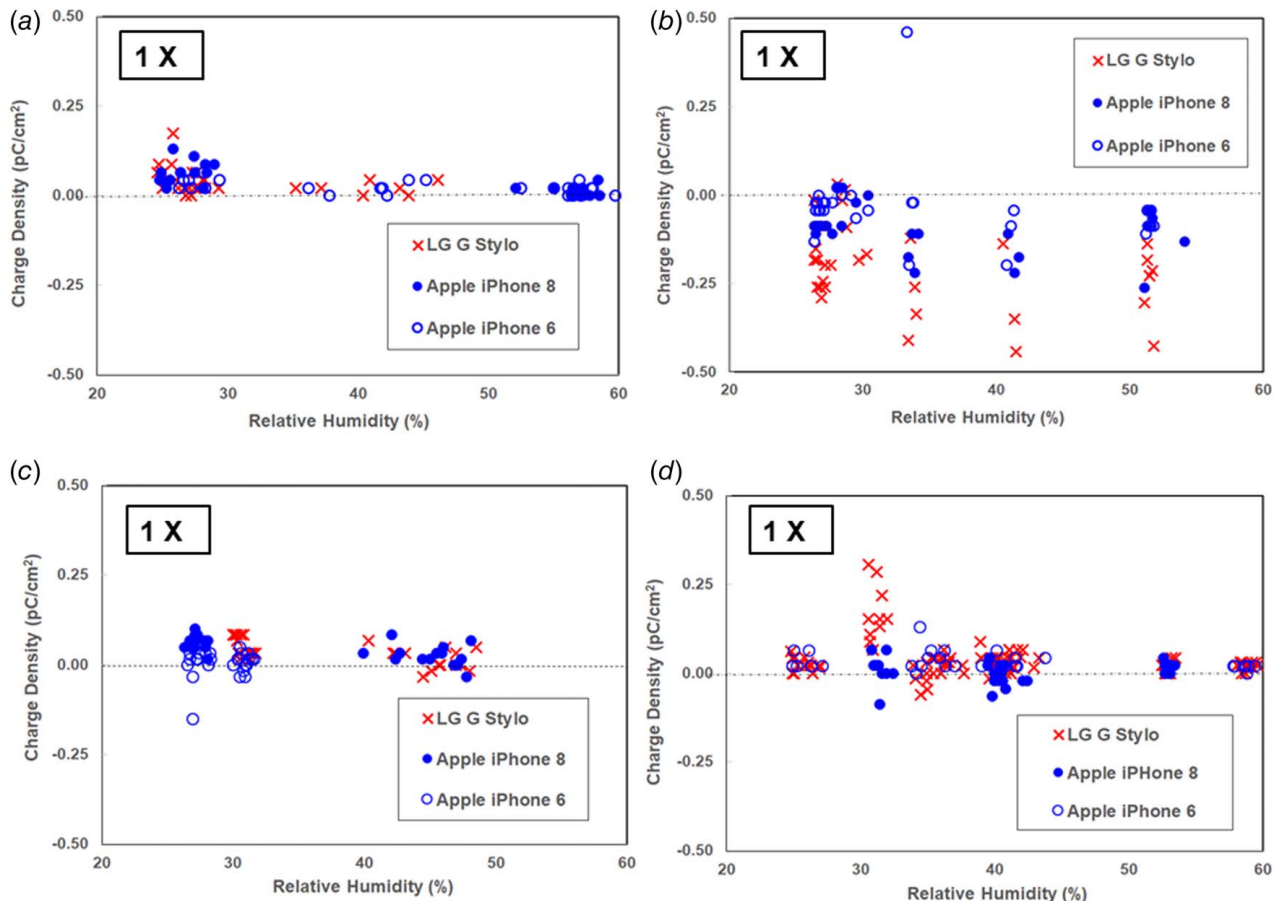 (a)
1 X
0.50
0.25
0.00
-0.25
-0.50
Charge Density (pC/cm²)
LG G Stylo
Apple iPhone 8
Apple iPhone 6
20 30 40 50 60
Relative Humidity (%)
(b)
1 X
0.50
0.25
0.00
-0.25
-0.50
Charge Density (pC/cm²)
LG G Stylo
Apple iPhone 8
Apple iPhone 6
20 30 40 50 60
Relative Humidity (%)
(c)
1 X
0.50
0.25
0.00
-0.25
-0.50
Charge Density (pC/cm²)
LG G Stylo
Apple iPhone 8
Apple iPhone 6
20 30 40 50 60
Relative Humidity (%)
(d)
1 X
0.50
0.25
0.00
-0.25
-0.50
Charge Density (pC/cm²)
LG G Stylo
Apple iPHone 8
Apple iPhone 6
20 30 40 50 60
Relative Humidity (%)